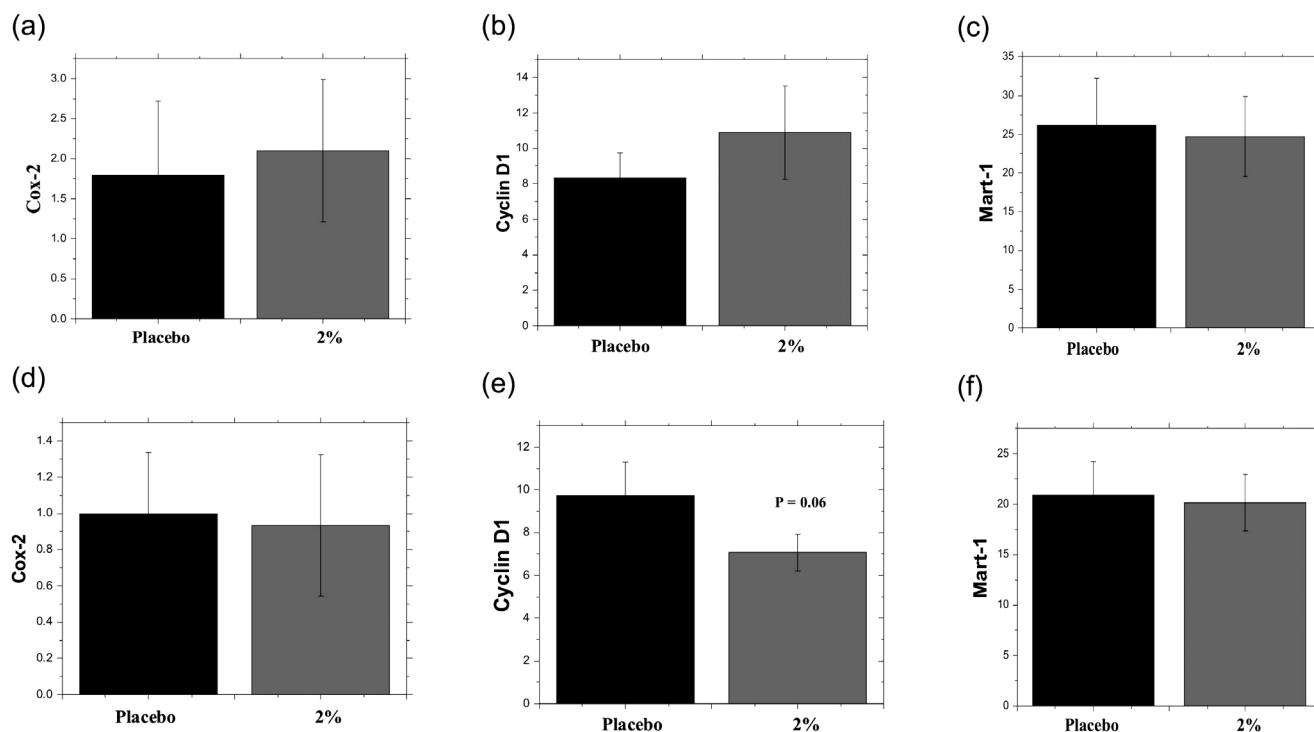 (a)
Cox-2
3.0
2.5
2.0
1.5
1.0
0.5
0.0
Placebo 2%
(b)
Cyclin D1
14
12
10
8
6
4
2
0
Placebo 2%
(c)
Mart-1
35
30
25
20
15
10
5
0
Placebo 2%
(d)
Cox-2
1.4
1.2
1.0
0.8
0.6
0.4
0.2
0.0
Placebo 2%
(e)
Cyclin D1
12
10
8
6
4
2
0
P = 0.06
Placebo 2%
(f)
Mart-1
25
20
15
10
5
0
Placebo 2%